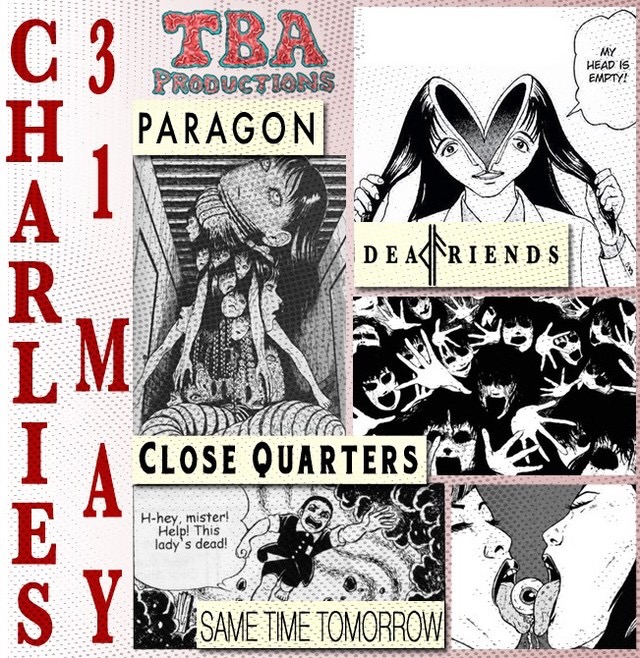 CHARLIES
31 MAY
TBA
PRODUCTIONS
PARAGON
MY
HEAD IS
EMPTY!
DEADFRIENDS
CLOSE QUARTERS
H-hey, mister!
Help! This
lady's dead!
SAME TIME TOMORROW